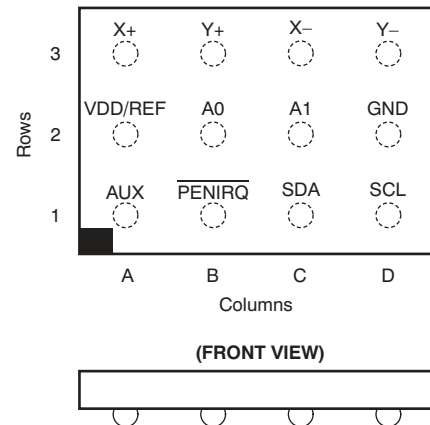 X+ Y+ X− Y−
3
VDD/REF A0 A1 GND
Rows 2
AUX PENIRQ SDA SCL
1
A B C D
Columns
(FRONT VIEW)